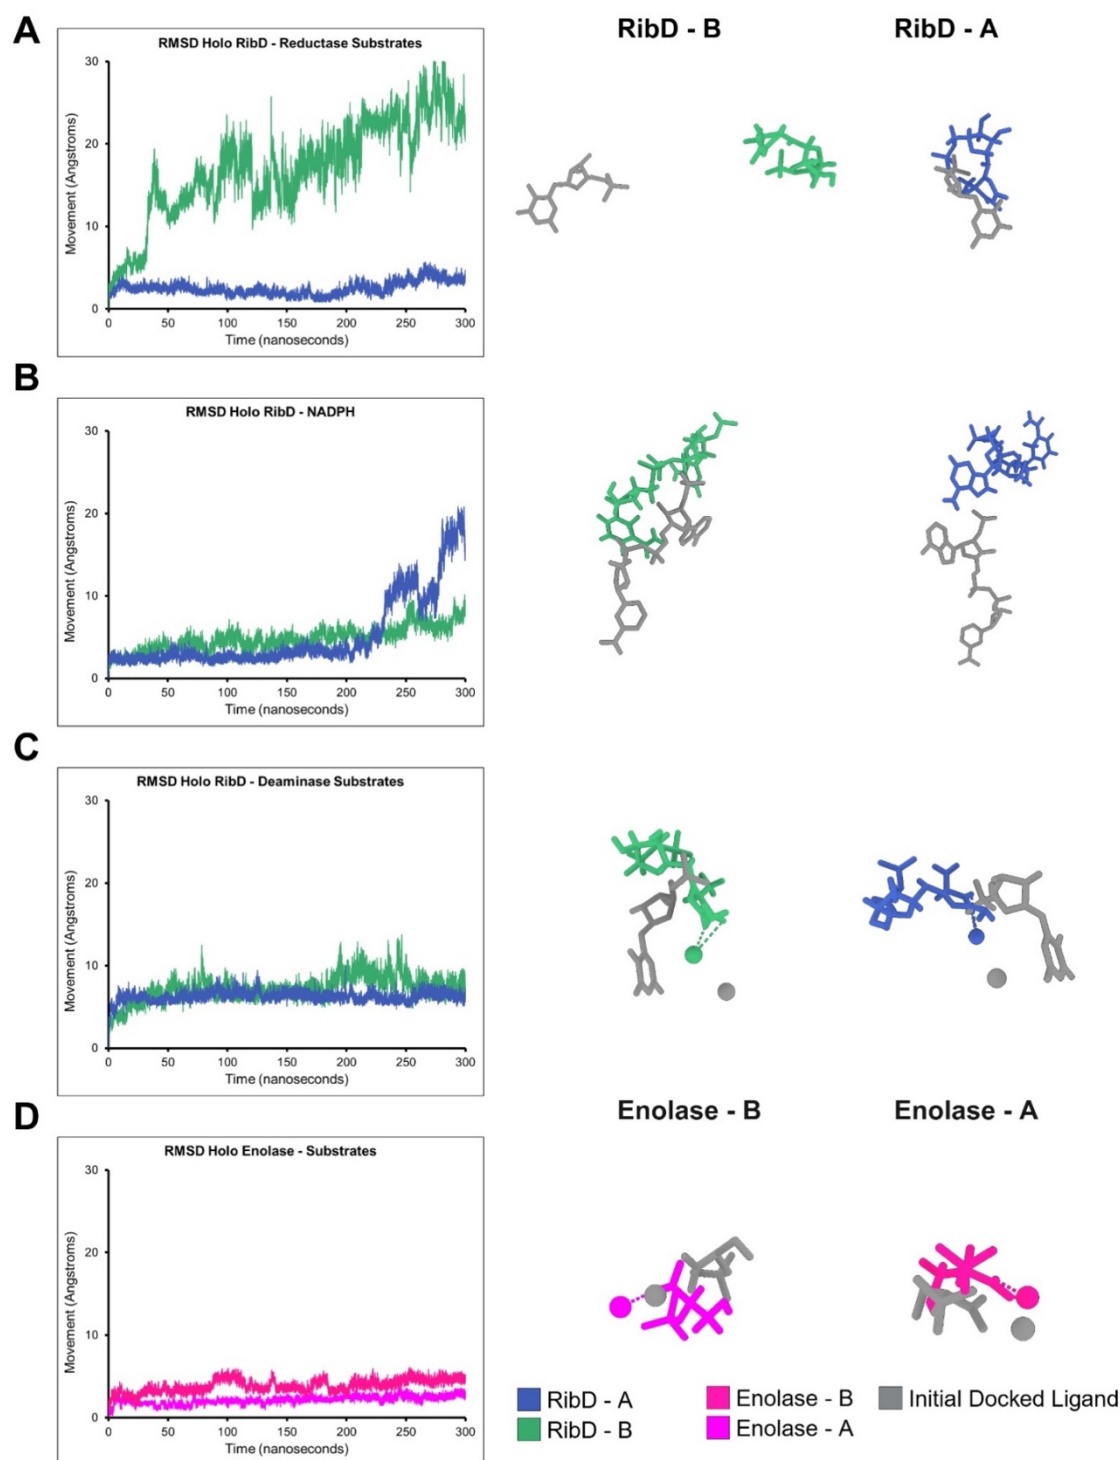 A
RMSD Holo RibD - Reductase Substrates
RibD - B
RibD - A
30
20
10
0
Movement (Angstroms)
0 50 100 150 200 250 300
Time (nanoseconds)
B
RMSD Holo RibD - NADPH
30
20
10
0
Movement (Angstroms)
0 50 100 150 200 250 300
Time (nanoseconds)
C
RMSD Holo RibD - Deaminase Substrates
30
20
10
0
Movement (Angstroms)
0 50 100 150 200 250 300
Time (nanoseconds)
D
Enolase - B
Enolase - A
RMSD Holo Enolase - Substrates
30
20
10
0
Movement (Angstroms)
0 50 100 150 200 250 300
Time (nanoseconds)
RibD - A
Enolase - B
Initial Docked Ligand
RibD - B
Enolase - A